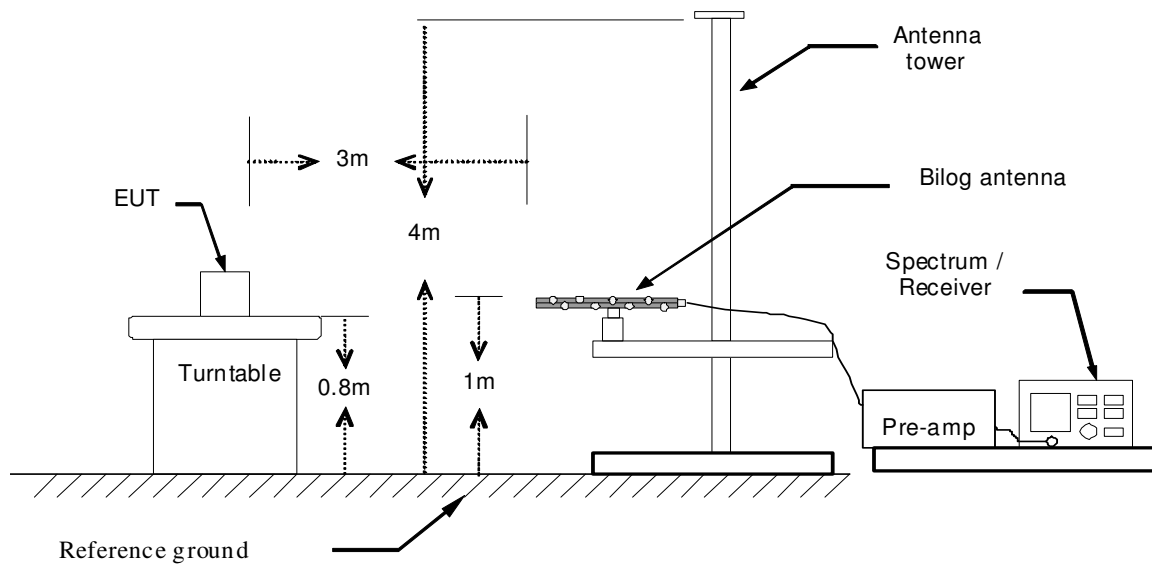 Antenna
tower
3m
Bilog antenna
EUT
4m
Spectrum /
Receiver
Turntable
0.8m
1m
Pre-amp
Reference ground